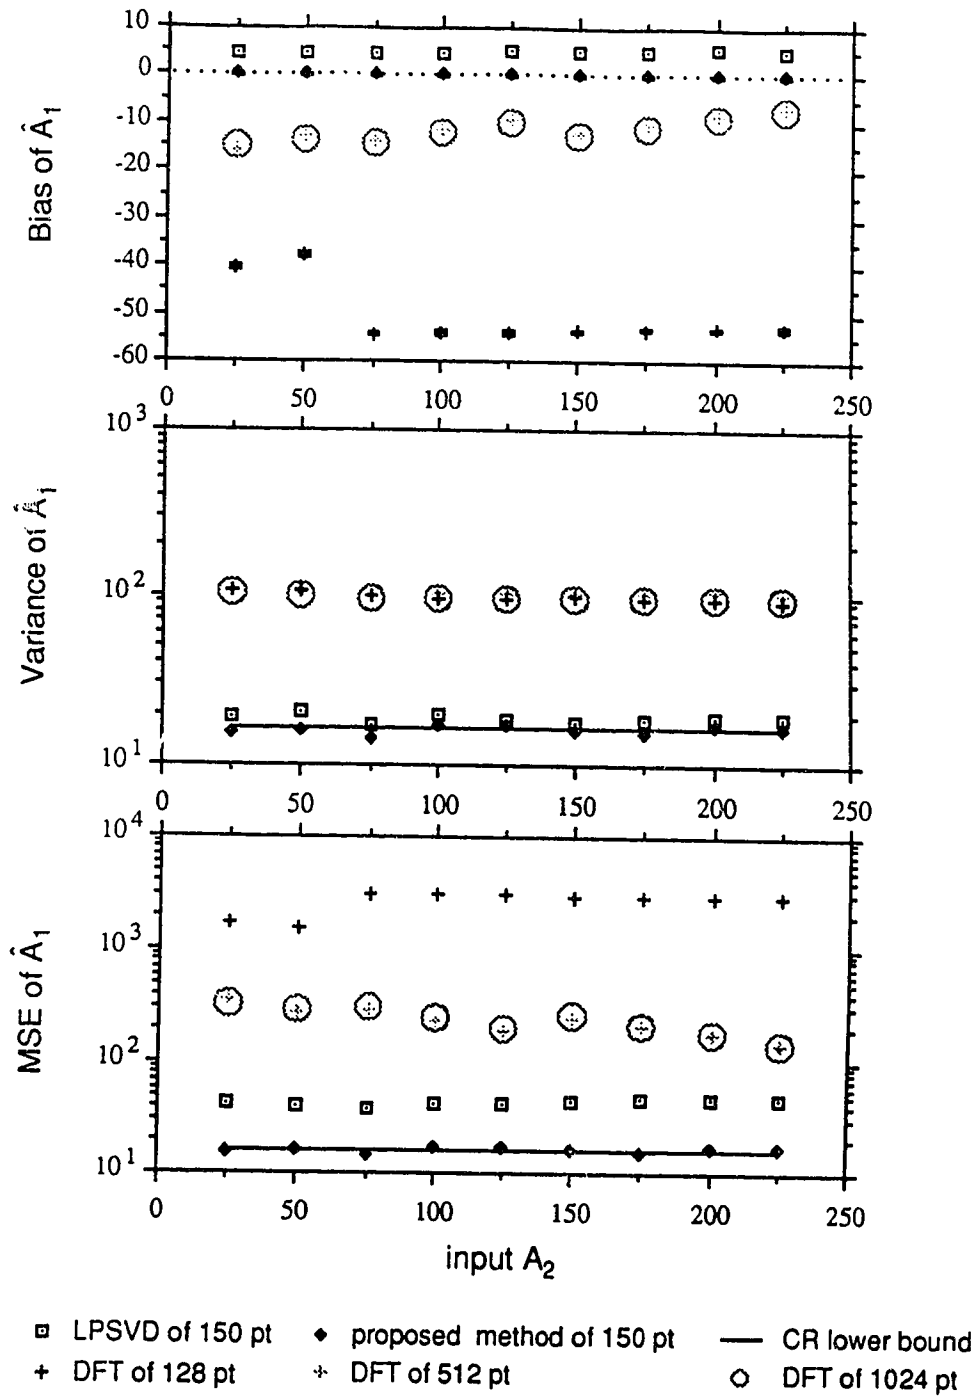 10
0
-10
-20
-30
-40
-50
-60
Bias of Â₁
0 50 100 150 200 250
10³
10²
10¹
Variance of Â₁
0 50 100 150 200 250
10⁴
10³
10²
10¹
MSE of Â₁
0 50 100 150 200 250
input A₂
LPSVD of 150 pt proposed method of 150 pt CR lower bound
DFT of 128 pt DFT of 512 pt DFT of 1024 pt